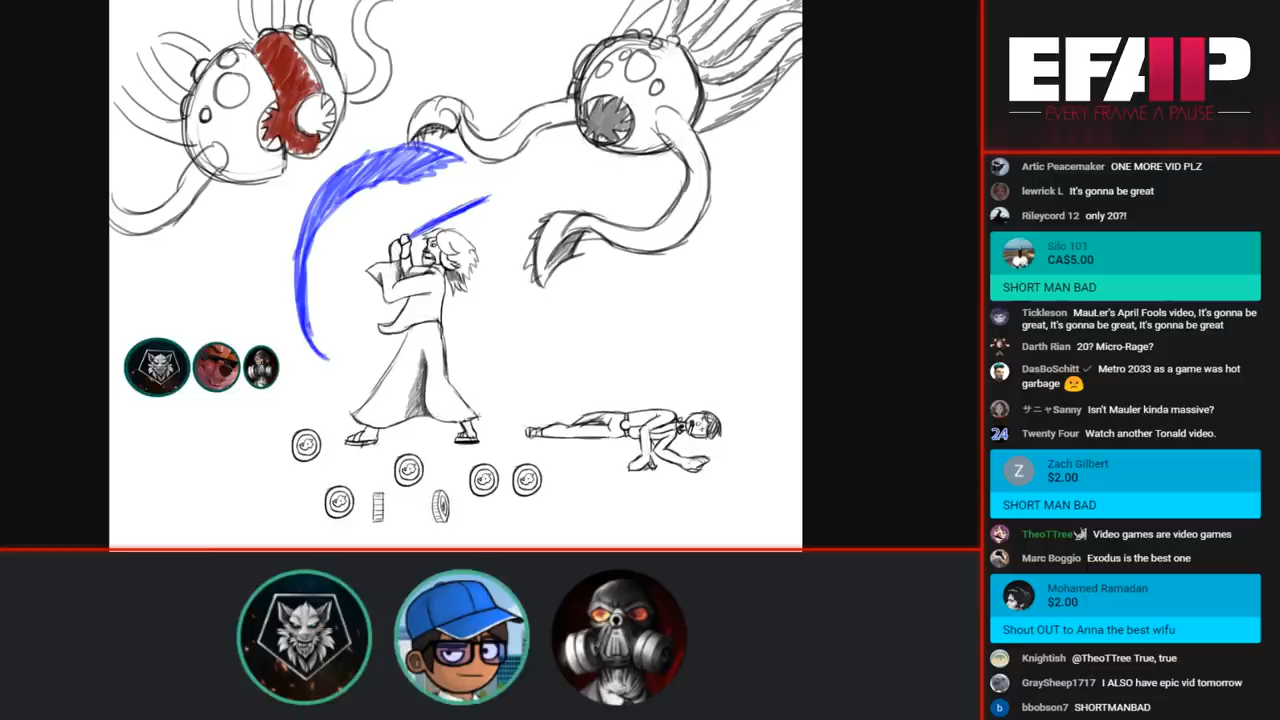 EFAP
EVERY FRAME A PAUSE
Artic Peacemaker ONE MORE VID PLZ
lewrick L It's gonna be great
Rileycord 12 only 20?!
Silo 101
CA$5.00
SHORT MAN BAD
Tickleson MauLer's April Fools video, It's gonna be
great, It's gonna be great, It's gonna be great
Darth Rian 20? Micro-Rage?
DasBoSchitt Metro 2033 as a game was hot
garbage
サニャSanny Isn't Mauler kinda massive?
24 Twenty Four Watch another Tonald video.
Z Zach Gilbert
$2.00
SHORT MAN BAD
TheoTTree Video games are video games
Marc Boggio Exodus is the best one
Mohamed Ramadan
$2.00
Shout OUT to Anna the best wifu
Knightish @TheoTTree True, true
GraySheep1717 I ALSO have epic vid tomorrow
b bbobson7 SHORTMANBAD